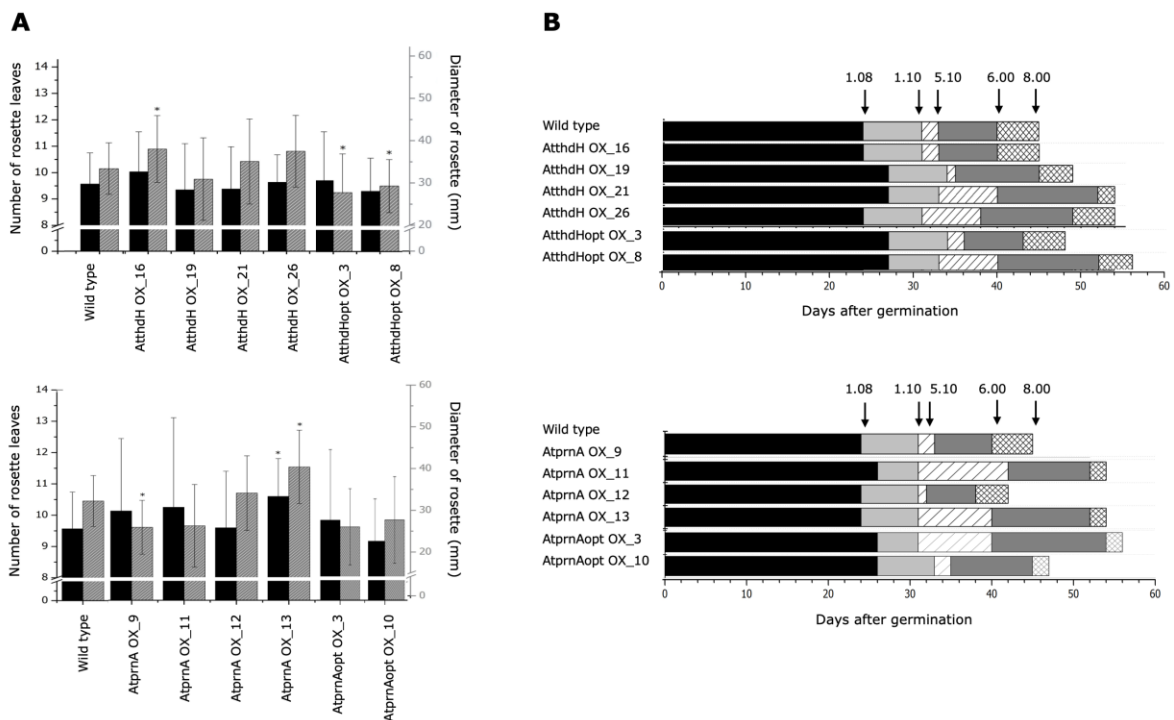 A
B
Number of rosette leaves
14
13
12
11
10
9
8
0
60
50
40
30
20
0
Diameter of rosette (mm)
*
*
*
Wild type
AtthdH OX_16
AtthdH OX_19
AtthdH OX_21
AtthdH OX_26
AtthdHopt OX_3
AtthdHopt OX_8
1.08 1.10 5.10 6.00 8.00
Wild type
AtthdH OX_16
AtthdH OX_19
AtthdH OX_21
AtthdH OX_26
AtthdHopt OX_3
AtthdHopt OX_8
0 10 20 30 40 50 60
Days after germination
Number of rosette leaves
14
13
12
11
10
9
8
0
60
50
40
30
20
0
Diameter of rosette (mm)
*
*
*
Wild type
AtprnA OX_9
AtprnA OX_11
AtprnA OX_12
AtprnA OX_13
AtprnAopt OX_3
AtprnAopt OX_10
1.08 1.10 5.10 6.00 8.00
Wild type
AtprnA OX_9
AtprnA OX_11
AtprnA OX_12
AtprnA OX_13
AtprnAopt OX_3
AtprnAopt OX_10
0 10 20 30 40 50 60
Days after germination